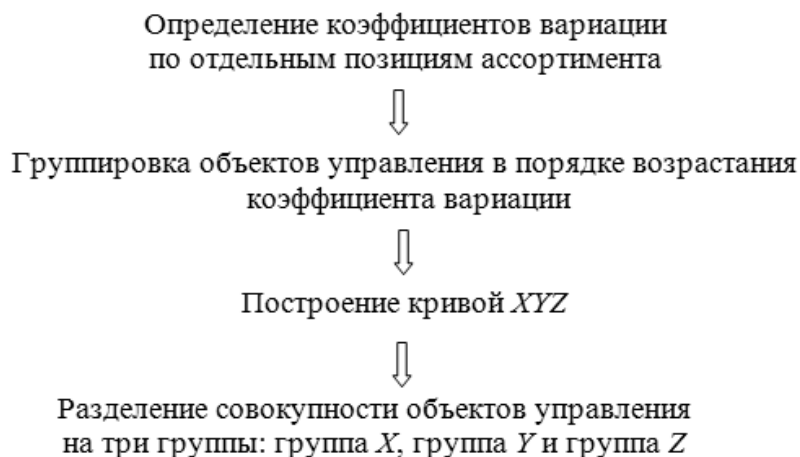 Определение коэффициентов вариации
по отдельным позициям ассортимента
Группировка объектов управления в порядке возрастания
коэффициента вариации
Построение кривой XYZ
Разделение совокупности объектов управления
на три группы: группа X, группа Y и группа Z